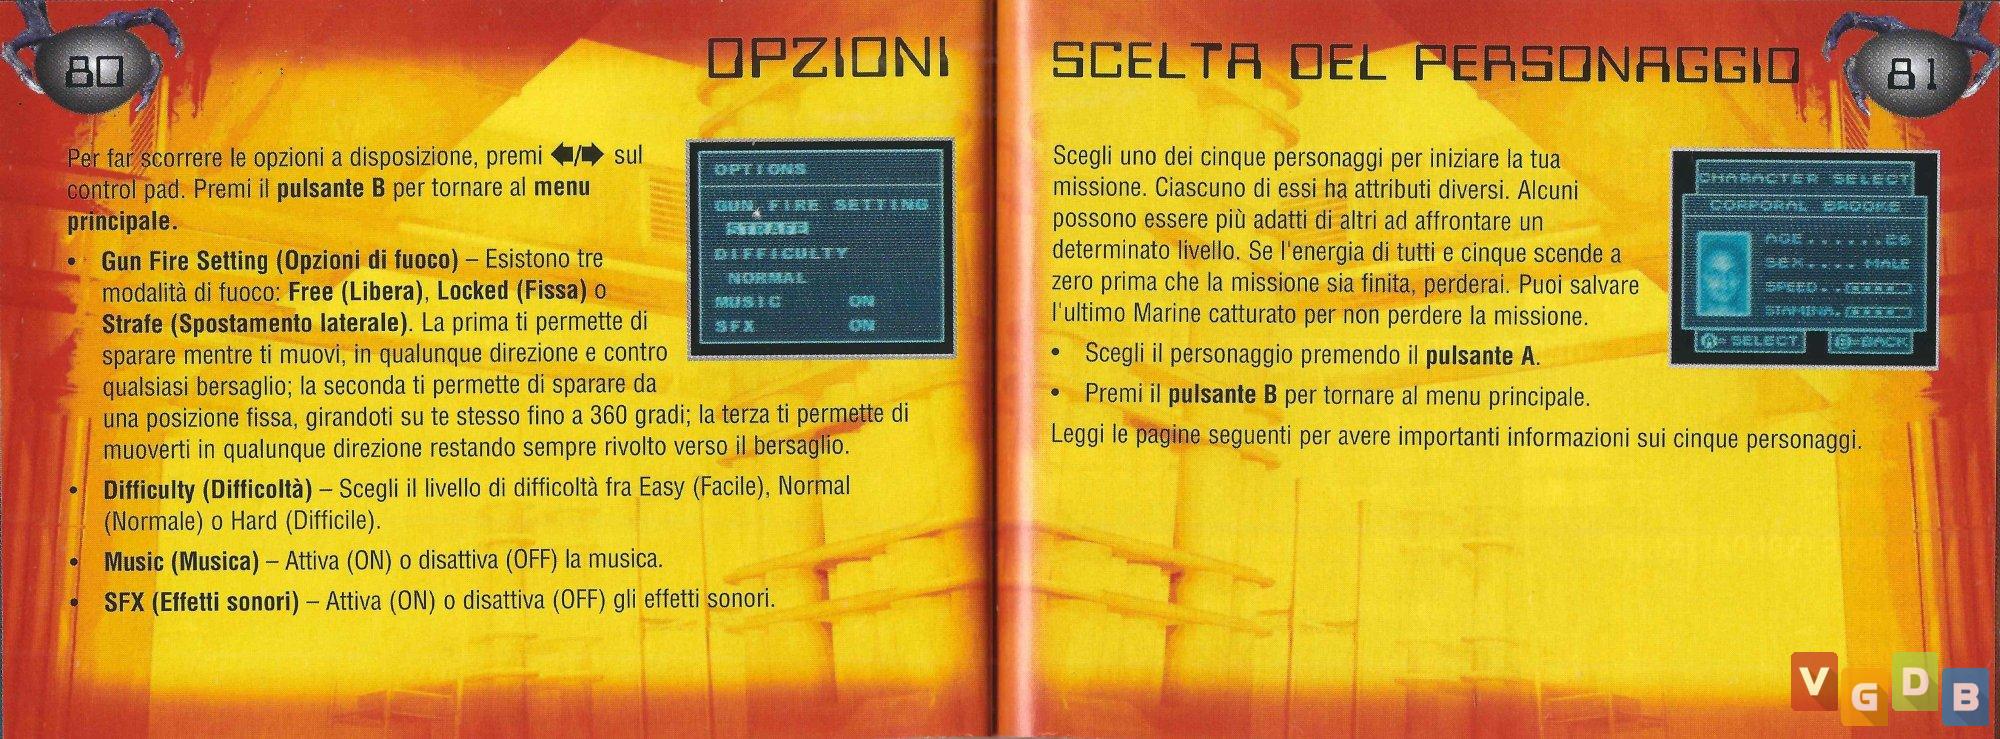 80
OPZIONI
Per far scorrere le opzioni a disposizione, premi ⬅/➡ sul
control pad. Premi il pulsante B per tornare al menu
principale.
• Gun Fire Setting (Opzioni di fuoco) – Esistono tre
modalità di fuoco: Free (Libera), Locked (Fissa) o
Strafe (Spostamento laterale). La prima ti permette di
sparare mentre ti muovi, in qualunque direzione e contro
qualsiasi bersaglio; la seconda ti permette di sparare da
una posizione fissa, girandoti su te stesso fino a 360 gradi; la terza ti permette di
muoverti in qualunque direzione restando sempre rivolto verso il bersaglio.
• Difficulty (Difficoltà) – Scegli il livello di difficoltà fra Easy (Facile), Normal
(Normale) o Hard (Difficile).
• Music (Musica) – Attiva (ON) o disattiva (OFF) la musica.
• SFX (Effetti sonori) – Attiva (ON) o disattiva (OFF) gli effetti sonori.
OPTIONS
GUN FIRE SETTING
STRAFE
DIFFICULTY
NORMAL
MUSIC ON
SFX ON
SCELTA DEL PERSONAGGIO
81
Scegli uno dei cinque personaggi per iniziare la tua
missione. Ciascuno di essi ha attributi diversi. Alcuni
possono essere più adatti di altri ad affrontare un
determinato livello. Se l'energia di tutti e cinque scende a
zero prima che la missione sia finita, perderai. Puoi salvare
l'ultimo Marine catturato per non perdere la missione.
• Scegli il personaggio premendo il pulsante A.
• Premi il pulsante B per tornare al menu principale.
Leggi le pagine seguenti per avere importanti informazioni sui cinque personaggi.
CHARACTER SELECT
CORPORAL BROOKE
AGE......26
SEX.... MALE
SPEED..
STAMINA.
A= SELECT
B=BACK
VGDB